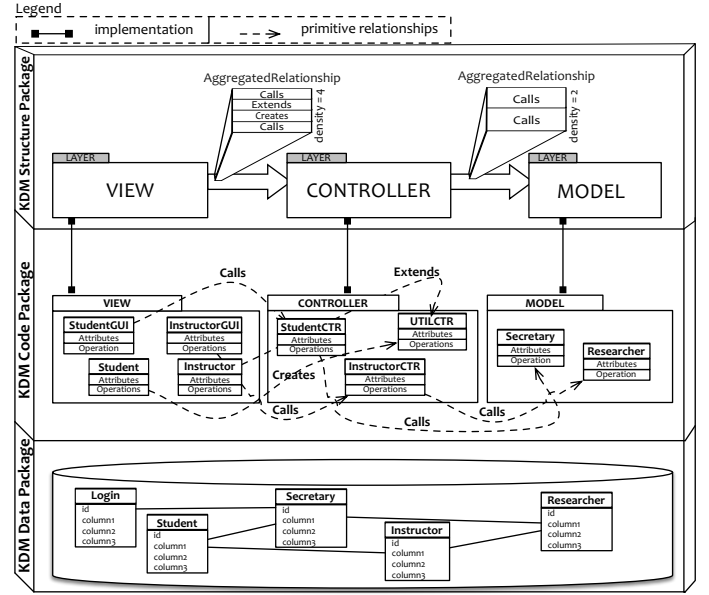 Legend
implementation
primitive relationships
KDM Structure Package
AggregatedRelationship
Calls
Extends
Creates
Calls
density = 4
AggregatedRelationship
Calls
Calls
density = 2
LAYER
VIEW
LAYER
CONTROLLER
LAYER
MODEL
KDM Code Package
Calls
Extends
VIEW
StudentGUI
Attributes
Operation
InstructorGUI
Attributes
Operations
Student
Attributes
Operations
Instructor
Attributes
Operations
CONTROLLER
StudentCTR
Attributes
Operations
UTILCTR
Attributes
Operations
InstructorCTR
Attributes
Operations
Creates
Calls
MODEL
Secretary
Attributes
Operation
Researcher
Attributes
Operation
Calls
Calls
KDM Data Package
Login
id
column1
column2
column3
Student
id
column1
column2
column3
Secretary
id
column1
column2
column3
Instructor
id
column1
column2
column3
Researcher
id
column1
column2
column3